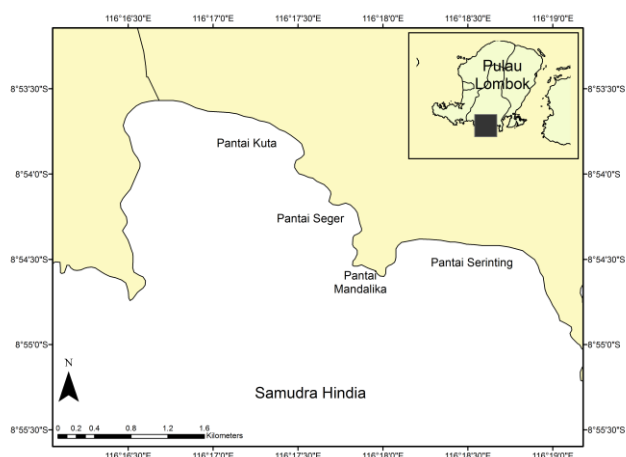 116°16'30"E 116°17'0"E 116°17'30"E 116°18'0"E 116°18'30"E 116°19'0"E
8°53'30"S
8°53'30"S
Pulau
Lombok
Pantai Kuta
8°54'0"S
8°54'0"S
Pantai Seger
8°54'30"S
8°54'30"S
Pantai Serinting
Pantai
Mandalika
8°55'0"S
8°55'0"S
N
Samudra Hindia
0 0.2 0.4 0.8 1.2 1.6
Kilometers
8°55'30"S
8°55'30"S
116°16'30"E 116°17'0"E 116°17'30"E 116°18'0"E 116°18'30"E 116°19'0"E